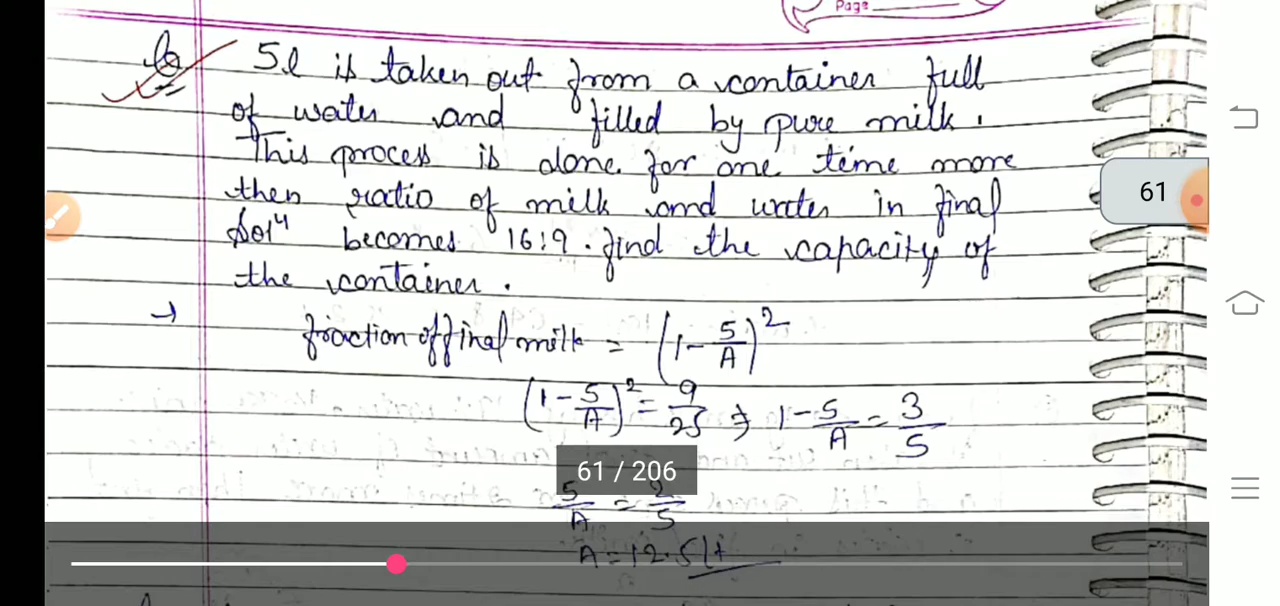 Page
Q 5l is taken out from a container full
of water and filled by pure milk.
This process is done for one time more
then ratio of milk and water in final
Solⁿ becomes 16:9. find the capacity of
the container.
→ fraction of final milk = (1 - 5/A)²
(1 - 5/A)² = 9/25 ⇒ 1 - 5/A = 3/5
61
61 / 206
5/A = 2/5
A = 12.5 lt